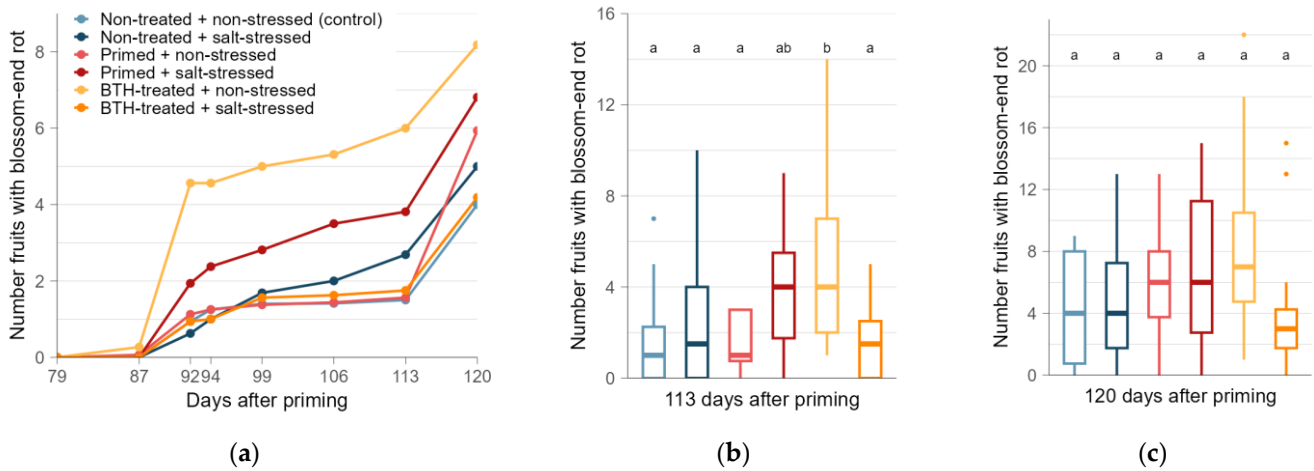 Number fruits with blossom-end rot
8
6
4
2
0
Non-treated + non-stressed (control)
Non-treated + salt-stressed
Primed + non-stressed
Primed + salt-stressed
BTH-treated + non-stressed
BTH-treated + salt-stressed
79 87 92 94 99 106 113 120
Days after priming
(a)
Number fruits with blossom-end rot
16
12
8
4
0
a a a ab b a
113 days after priming
(b)
Number fruits with blossom-end rot
20
16
12
8
4
0
a a a a a a
120 days after priming
(c)